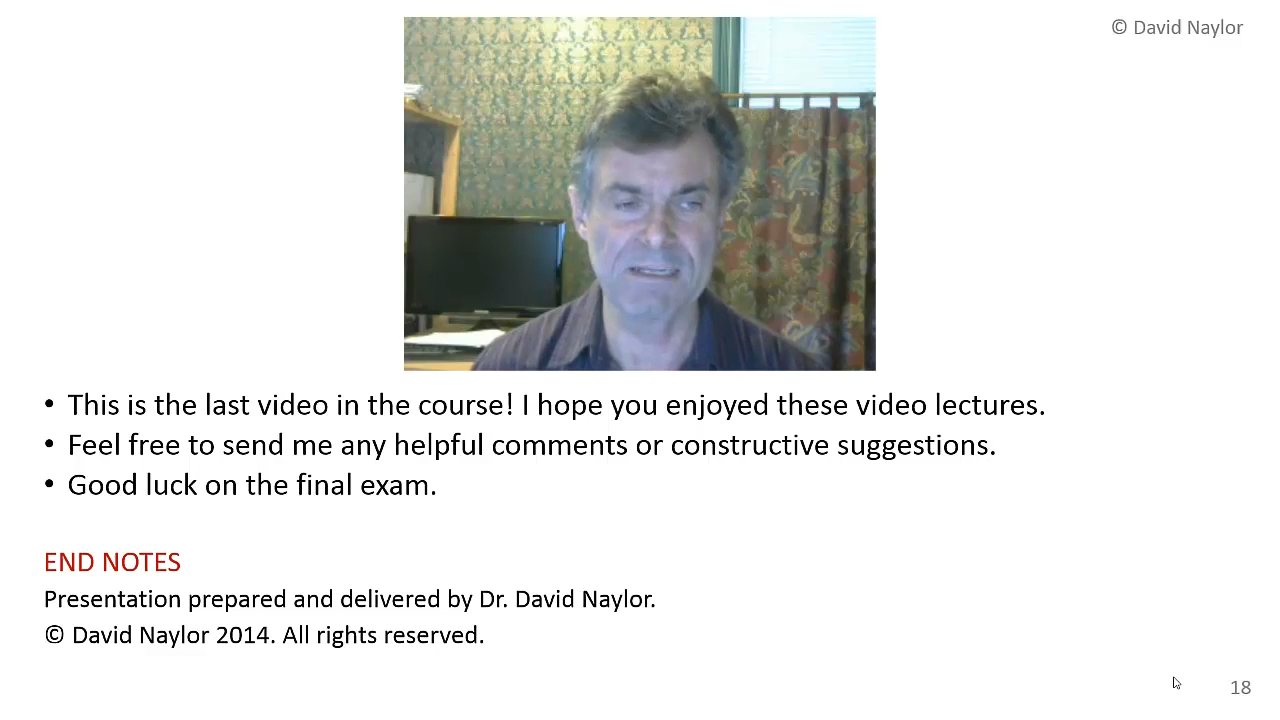 © David Naylor
• This is the last video in the course! I hope you enjoyed these video lectures.
• Feel free to send me any helpful comments or constructive suggestions.
• Good luck on the final exam.
END NOTES
Presentation prepared and delivered by Dr. David Naylor.
© David Naylor 2014. All rights reserved.
18